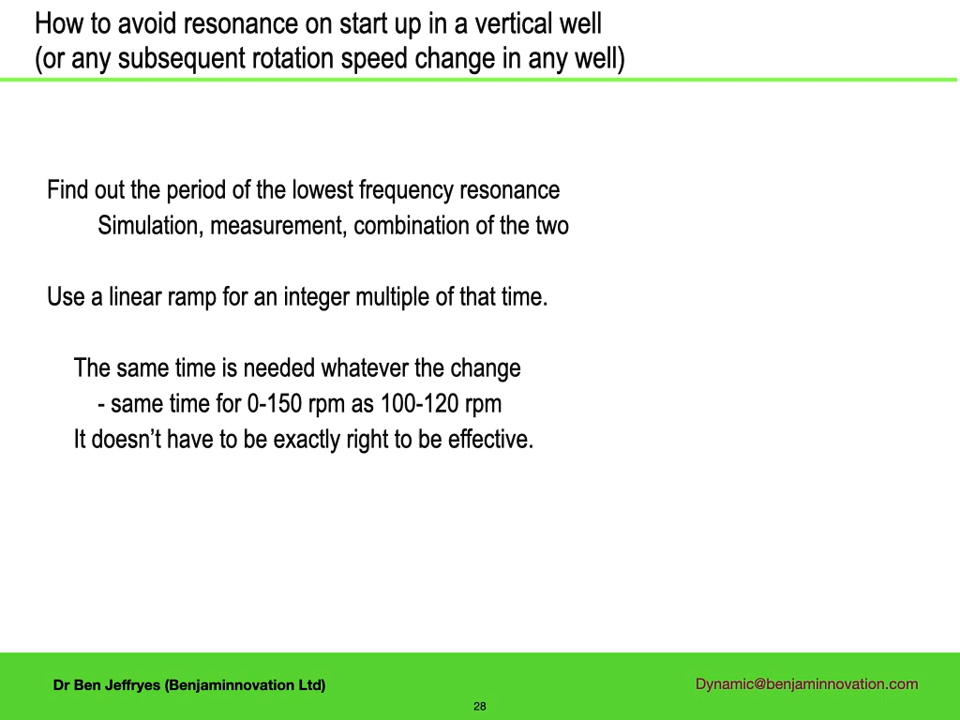 How to avoid resonance on start up in a vertical well
(or any subsequent rotation speed change in any well)
Find out the period of the lowest frequency resonance
Simulation, measurement, combination of the two
Use a linear ramp for an integer multiple of that time.
The same time is needed whatever the change
- same time for 0-150 rpm as 100-120 rpm
It doesn’t have to be exactly right to be effective.
Dr Ben Jeffryes (Benjaminnovation Ltd)
Dynamic@benjaminnovation.com
28